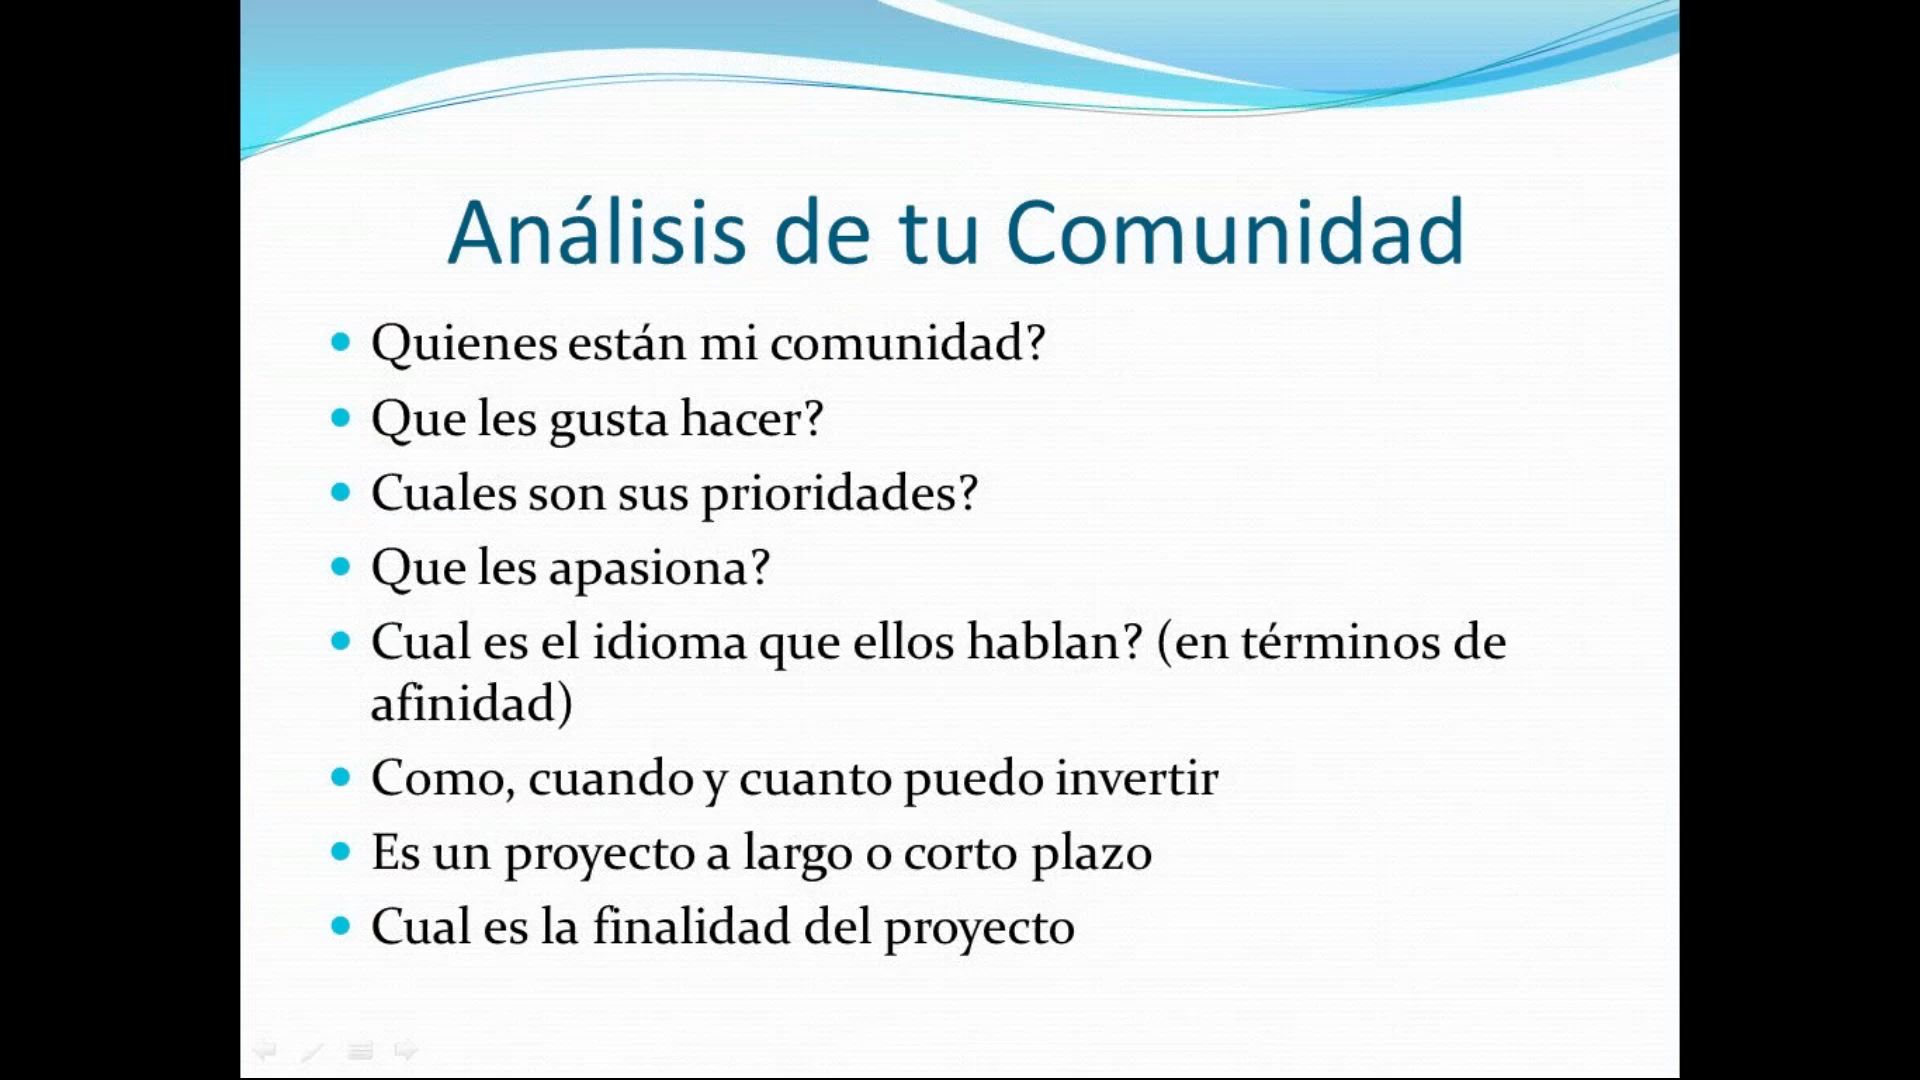 Análisis de tu Comunidad
Quienes están mi comunidad?
Que les gusta hacer?
Cuales son sus prioridades?
Que les apasiona?
Cual es el idioma que ellos hablan? (en términos de
afinidad)
Como, cuando y cuanto puedo invertir
Es un proyecto a largo o corto plazo
Cual es la finalidad del proyecto